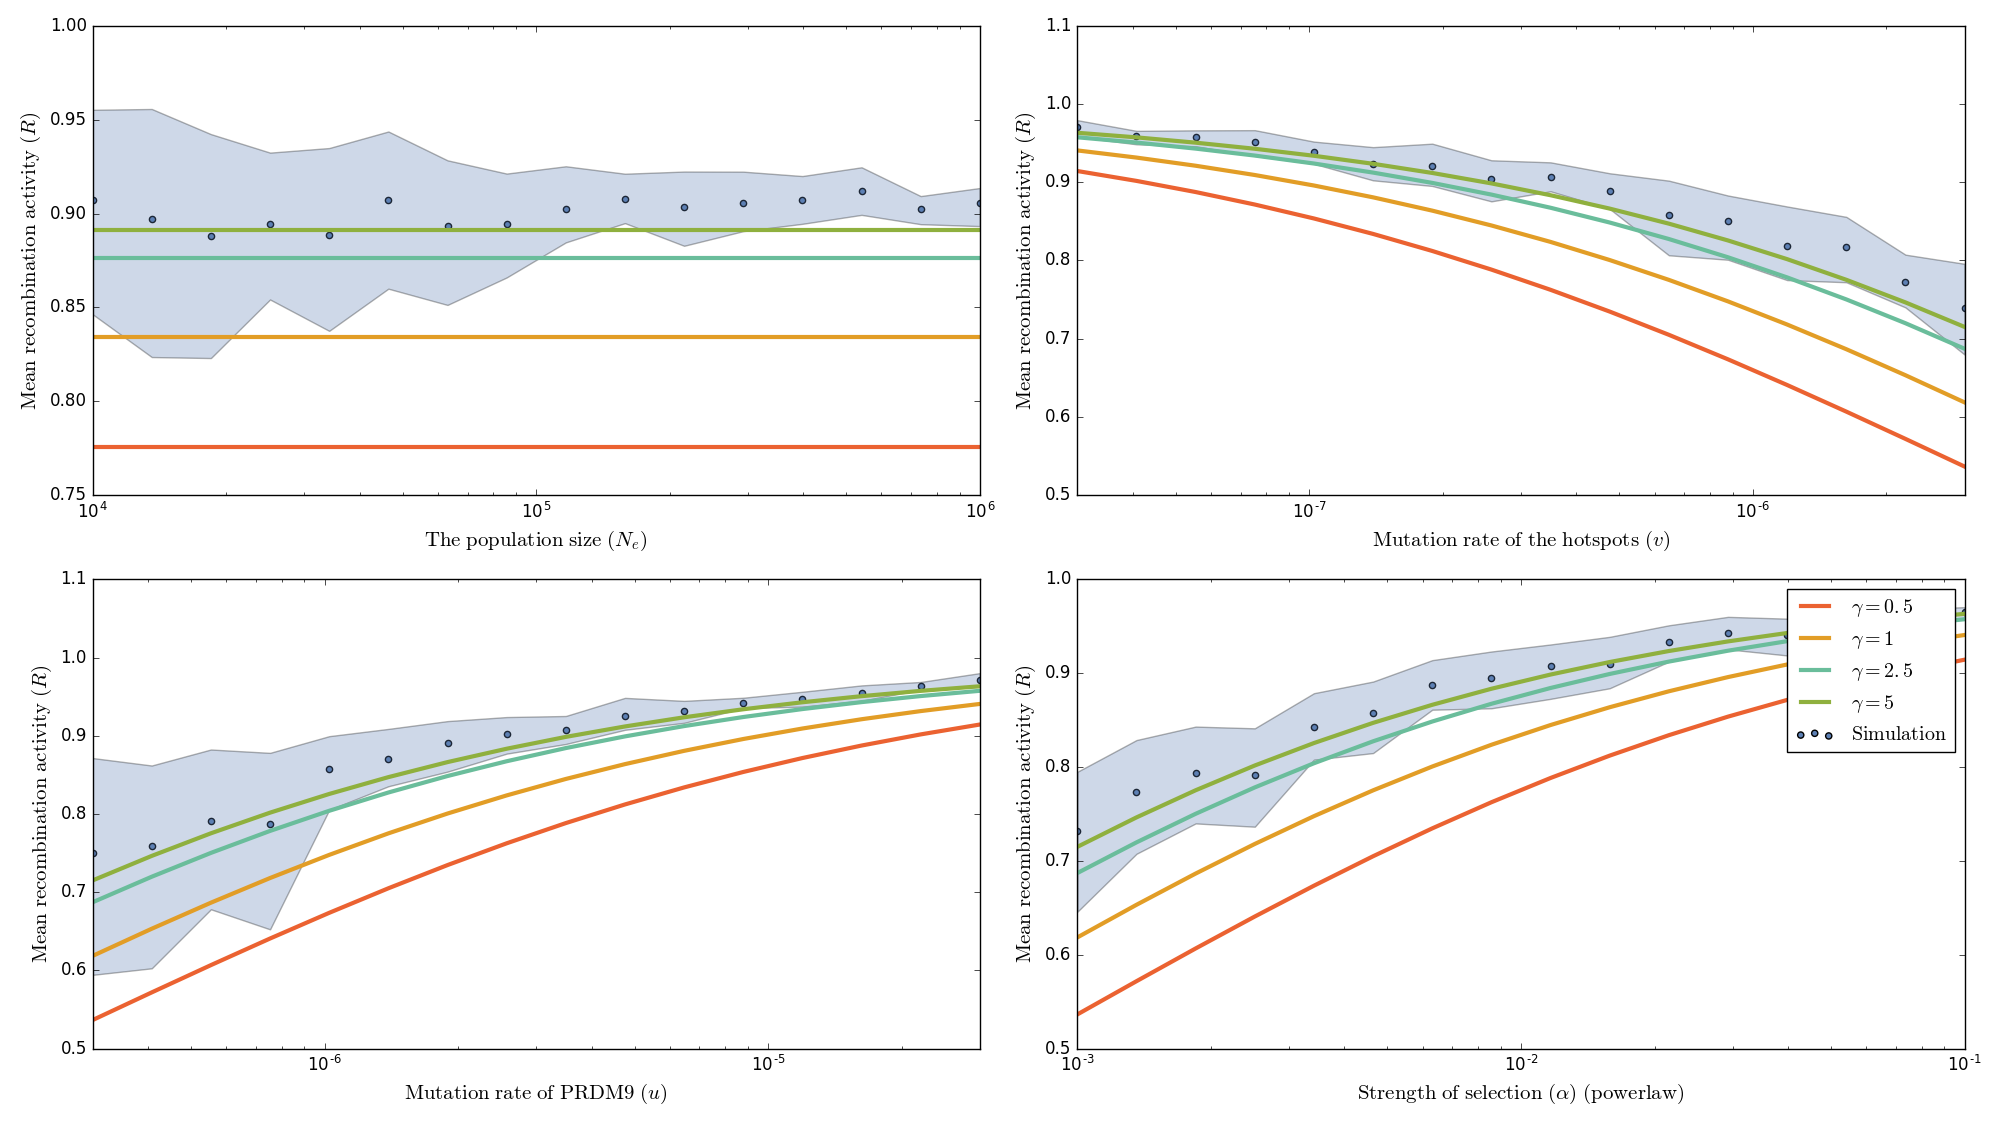 1.00
0.95
0.90
0.85
0.80
0.75
Mean recombination activity (R)
10^4
10^5
10^6
The population size (N_e)
1.1
1.0
0.9
0.8
0.7
0.6
0.5
Mean recombination activity (R)
10^-7
10^-6
Mutation rate of the hotspots (v)
1.1
1.0
0.9
0.8
0.7
0.6
0.5
Mean recombination activity (R)
10^-6
10^-5
Mutation rate of PRDM9 (u)
1.0
0.9
0.8
0.7
0.6
0.5
Mean recombination activity (R)
10^-3
10^-2
10^-1
Strength of selection (α) (powerlaw)
γ = 0.5
γ = 1
γ = 2.5
γ = 5
Simulation